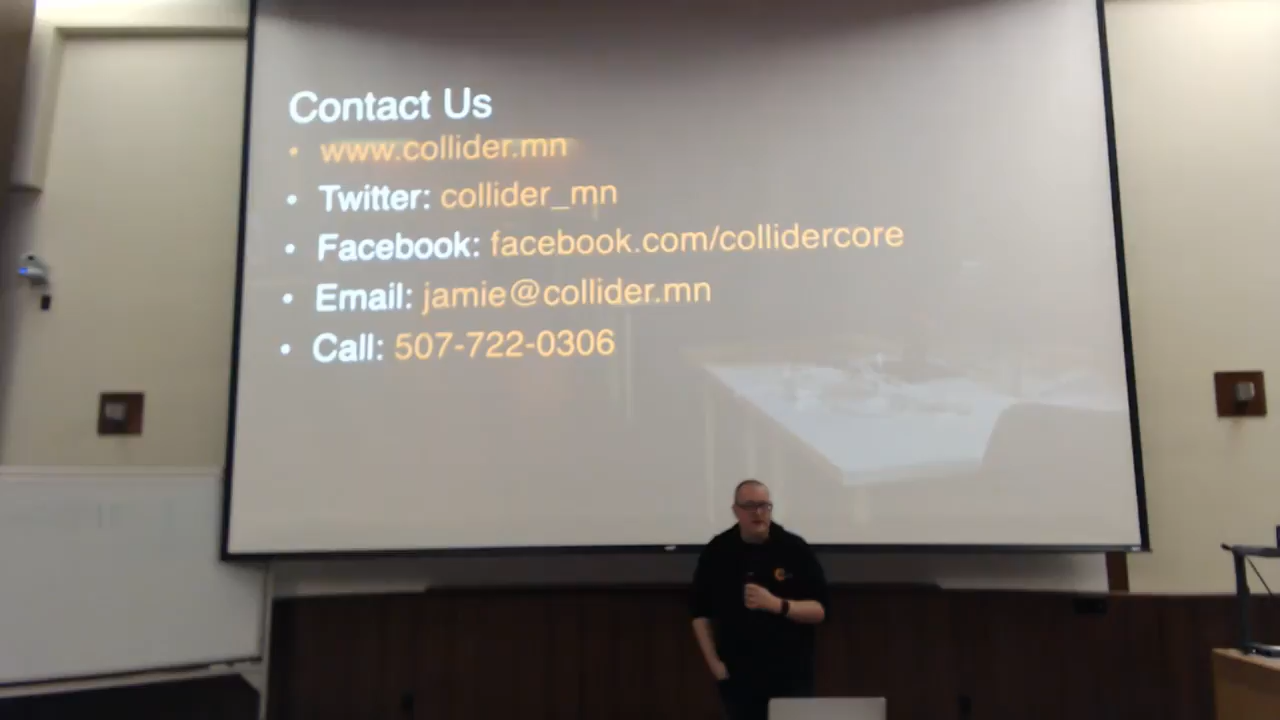 Contact Us
• www.collider.mn
• Twitter: collider_mn
• Facebook: facebook.com/collidercore
• Email: jamie@collider.mn
• Call: 507-722-0306